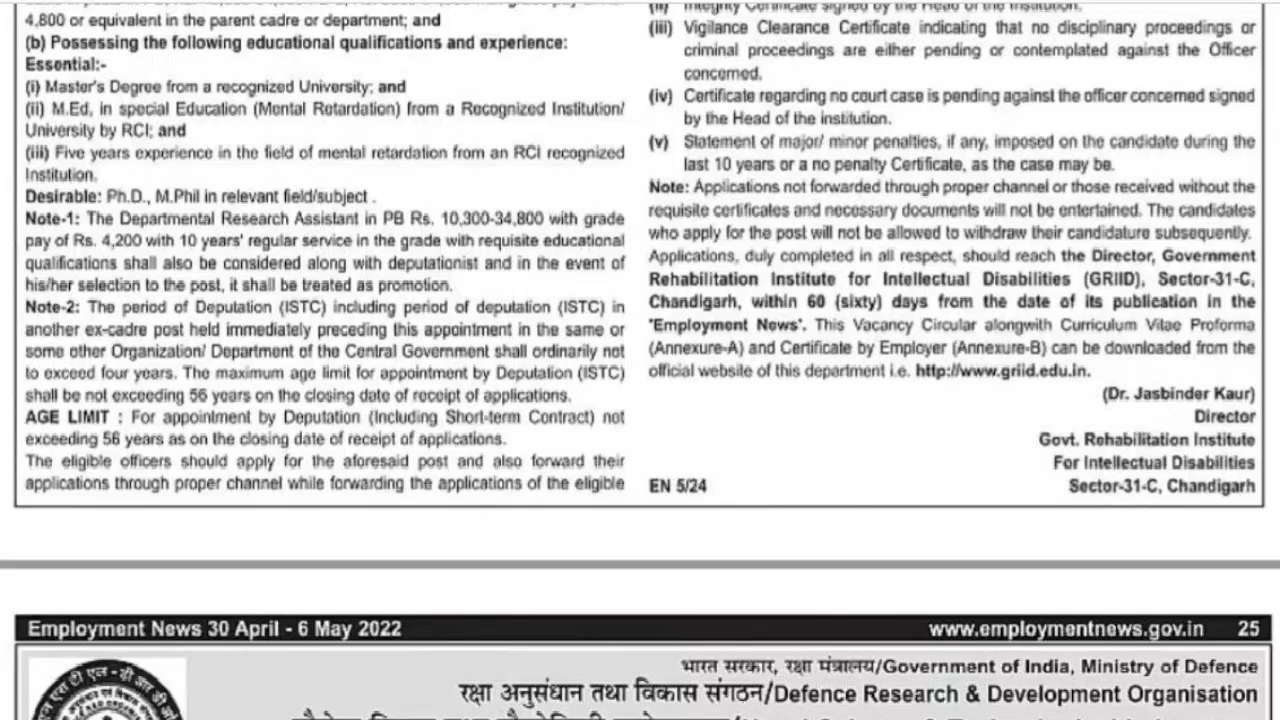 4,800 or equivalent in the parent cadre or department; and
(b) Possessing the following educational qualifications and experience:
Essential:-
(i) Master's Degree from a recognized University; and
(ii) M.Ed, in special Education (Mental Retardation) from a Recognized Institution/
University by RCI; and
(iii) Five years experience in the field of mental retardation from an RCI recognized
Institution.
Desirable: Ph.D., M.Phil in relevant field/subject .
Note-1: The Departmental Research Assistant in PB Rs. 10,300-34,800 with grade
pay of Rs. 4,200 with 10 years' regular service in the grade with requisite educational
qualifications shall also be considered along with deputationist and in the event of
his/her selection to the post, it shall be treated as promotion.
Note-2: The period of Deputation (ISTC) including period of deputation (ISTC) in
another ex-cadre post held immediately preceding this appointment in the same or
some other Organization/ Department of the Central Government shall ordinarily not
to exceed four years. The maximum age limit for appointment by Deputation (ISTC)
shall be not exceeding 56 years on the closing date of receipt of applications.
AGE LIMIT : For appointment by Deputation (Including Short-term Contract) not
exceeding 56 years as on the closing date of receipt of applications.
The eligible officers should apply for the aforesaid post and also forward their
applications through proper channel while forwarding the applications of the eligible
(ii) Integrity Certificate signed by the Head of the Institution.
(iii) Vigilance Clearance Certificate indicating that no disciplinary proceedings or
criminal proceedings are either pending or contemplated against the Officer
concerned.
(iv) Certificate regarding no court case is pending against the officer concerned signed
by the Head of the institution.
(v) Statement of major/ minor penalties, if any, imposed on the candidate during the
last 10 years or a no penalty Certificate, as the case may be.
Note: Applications not forwarded through proper channel or those received without the
requisite certificates and necessary documents will not be entertained. The candidates
who apply for the post will not be allowed to withdraw their candidature subsequently.
Applications, duly completed in all respect, should reach the Director, Government
Rehabilitation Institute for Intellectual Disabilities (GRIID), Sector-31-C,
Chandigarh, within 60 (sixty) days from the date of its publication in the
'Employment News'. This Vacancy Circular alongwith Curriculum Vitae Proforma
(Annexure-A) and Certificate by Employer (Annexure-B) can be downloaded from the
official website of this department i.e. http://www.griid.edu.in.
(Dr. Jasbinder Kaur)
Director
Govt. Rehabilitation Institute
For Intellectual Disabilities
EN 5/24 Sector-31-C, Chandigarh
Employment News 30 April - 6 May 2022 www.employmentnews.gov.in 25
भारत सरकार, रक्षा मंत्रालय/Government of India, Ministry of Defence
रक्षा अनुसंधान तथा विकास संगठन/Defence Research & Development Organisation